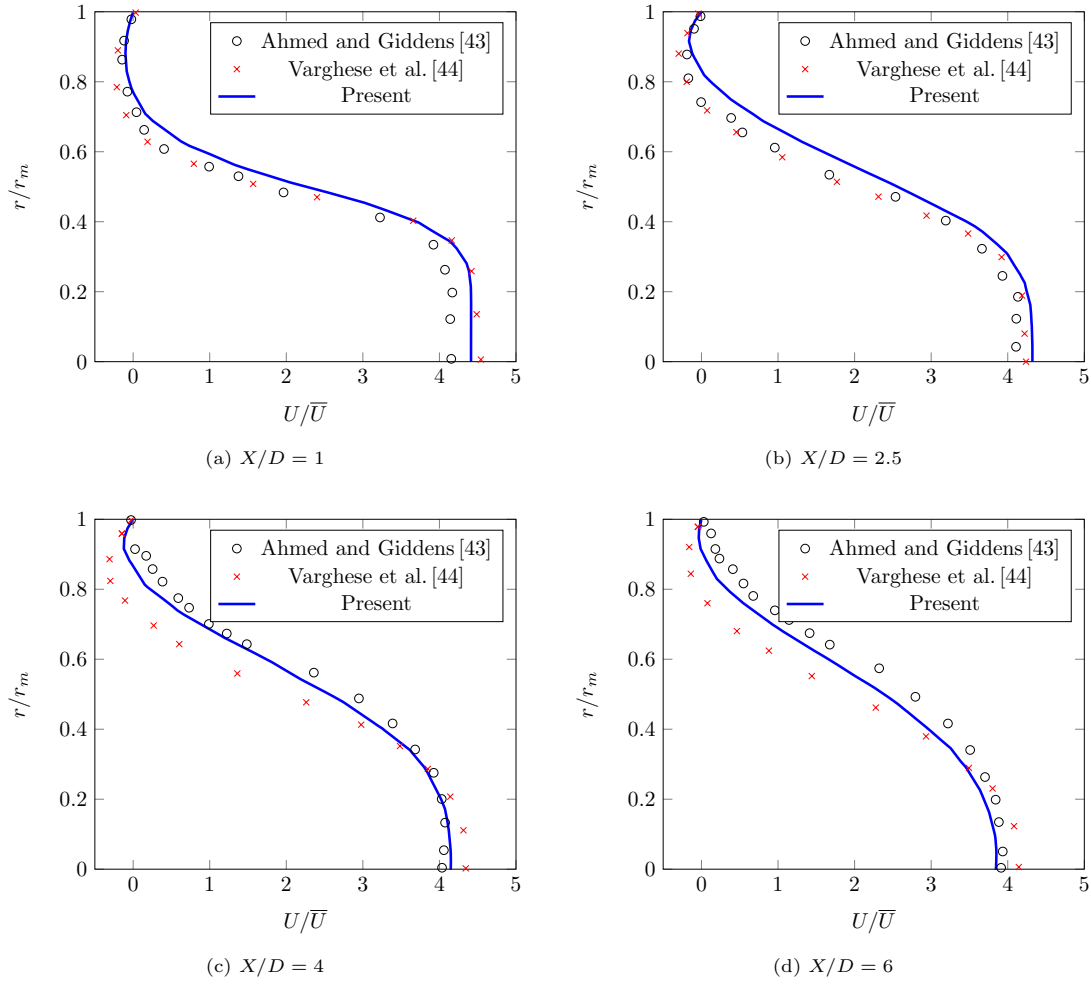 1
0.8
0.6
0.4
0.2
0
r/r_m
0 1 2 3 4 5
U/U̅
Ahmed and Giddens [43]
Varghese et al. [44]
Present
(a) X/D = 1
1
0.8
0.6
0.4
0.2
0
r/r_m
0 1 2 3 4 5
U/U̅
Ahmed and Giddens [43]
Varghese et al. [44]
Present
(b) X/D = 2.5
1
0.8
0.6
0.4
0.2
0
r/r_m
0 1 2 3 4 5
U/U̅
Ahmed and Giddens [43]
Varghese et al. [44]
Present
(c) X/D = 4
1
0.8
0.6
0.4
0.2
0
r/r_m
0 1 2 3 4 5
U/U̅
Ahmed and Giddens [43]
Varghese et al. [44]
Present
(d) X/D = 6